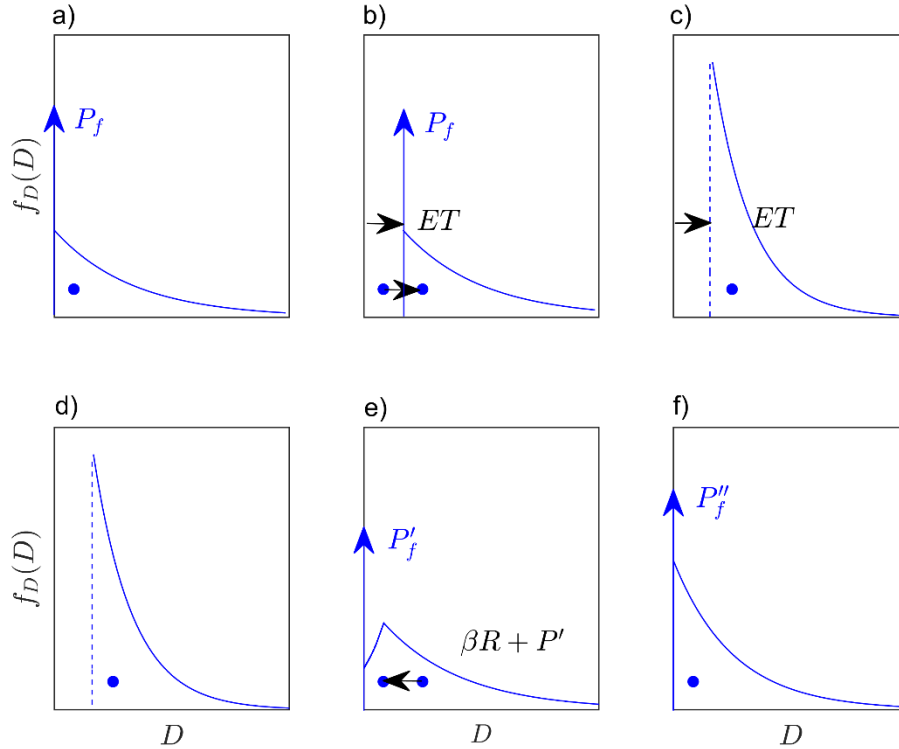 a)
b)
c)
f_D(D)
P_f
P_f
ET
ET
d)
e)
f)
f_D(D)
P'_f
βR + P'
P''_f
D
D
D